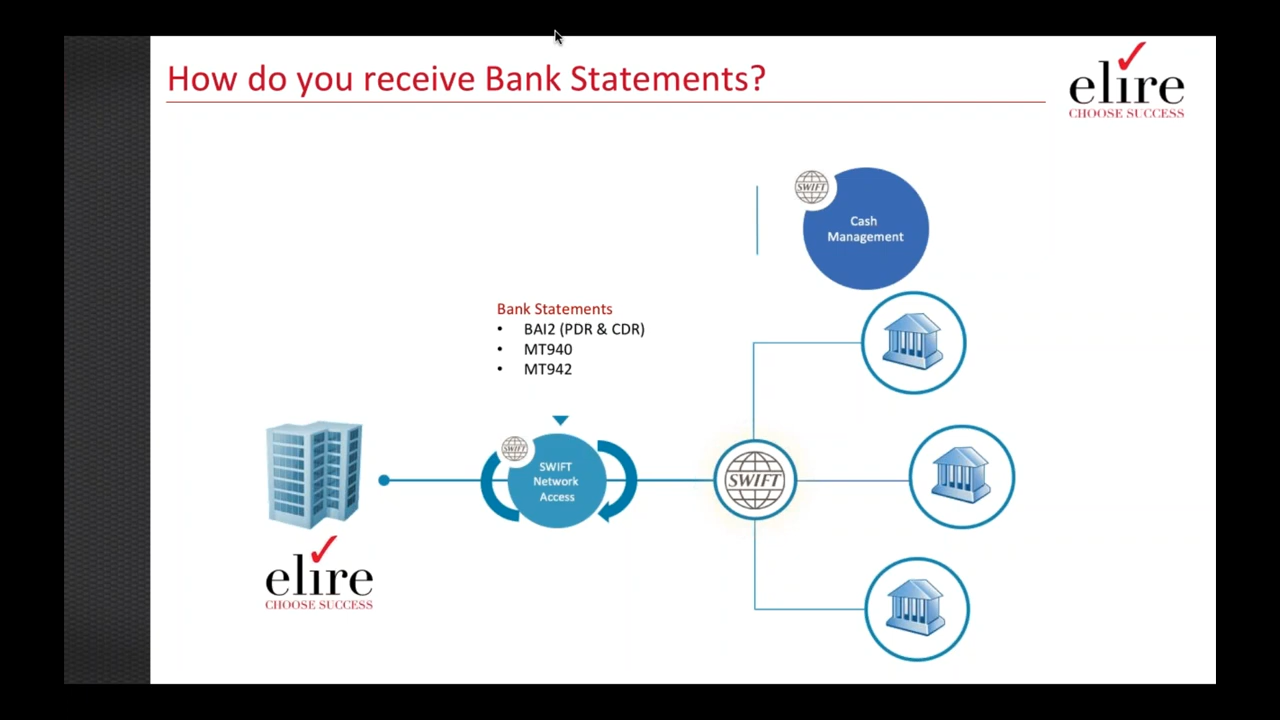 How do you receive Bank Statements?
elire
CHOOSE SUCCESS
SWIFT
Cash
Management
Bank Statements
• BAI2 (PDR & CDR)
• MT940
• MT942
SWIFT
SWIFT
Network
Access
SWIFT
elire
CHOOSE SUCCESS